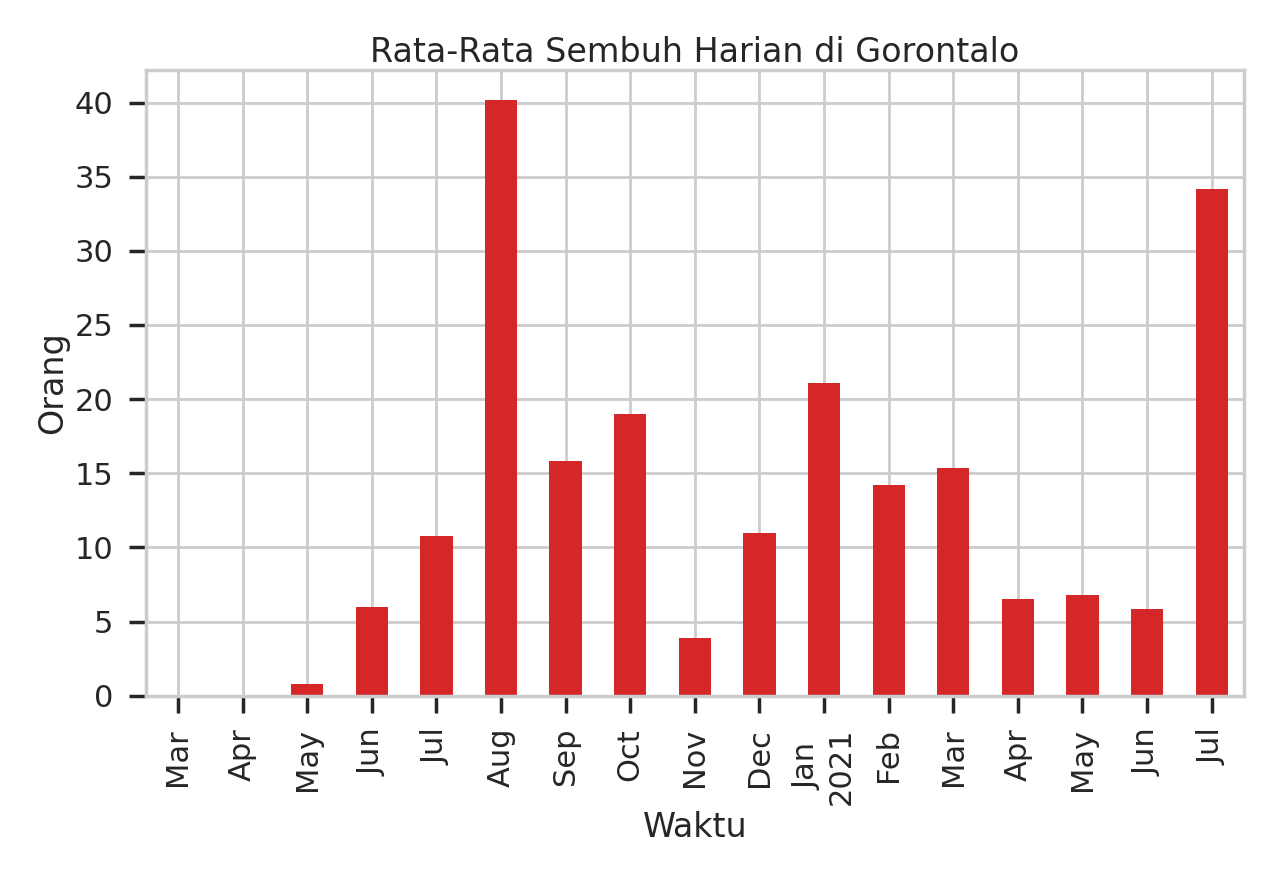 Rata-Rata Sembuh Harian di Gorontalo
Orang
40
35
30
25
20
15
10
5
0
Mar
Apr
May
Jun
Jul
Aug
Sep
Oct
Nov
Dec
Jan
2021
Feb
Mar
Apr
May
Jun
Jul
Waktu